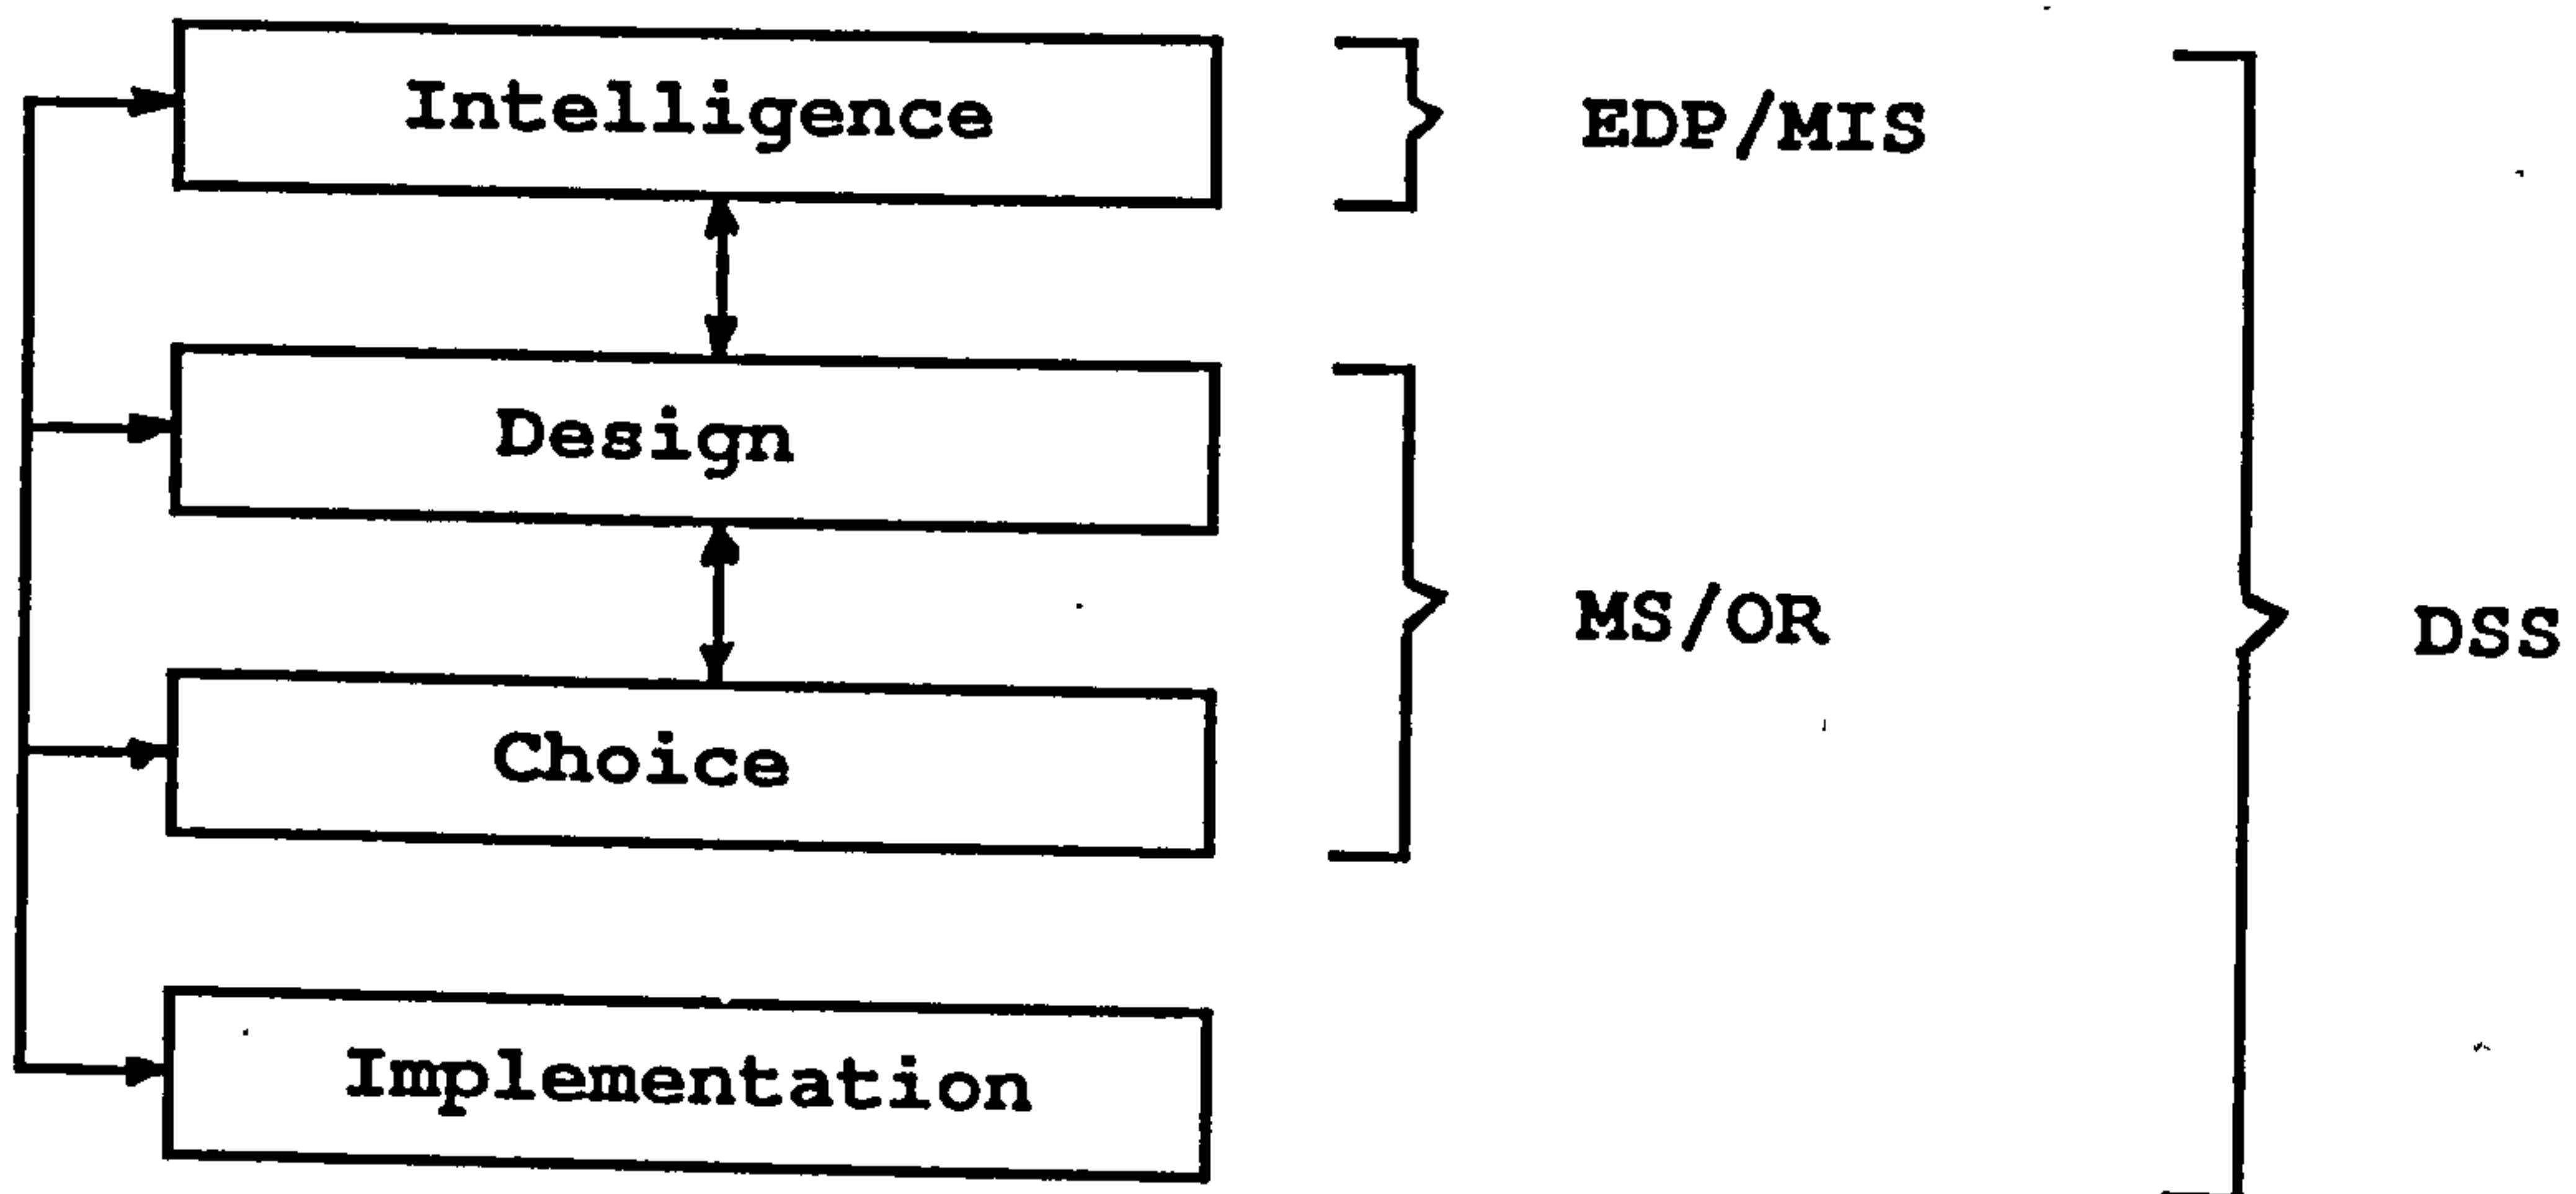 Intelligence
EDP/MIS
Design
MS/OR
DSS
Choice
Implementation